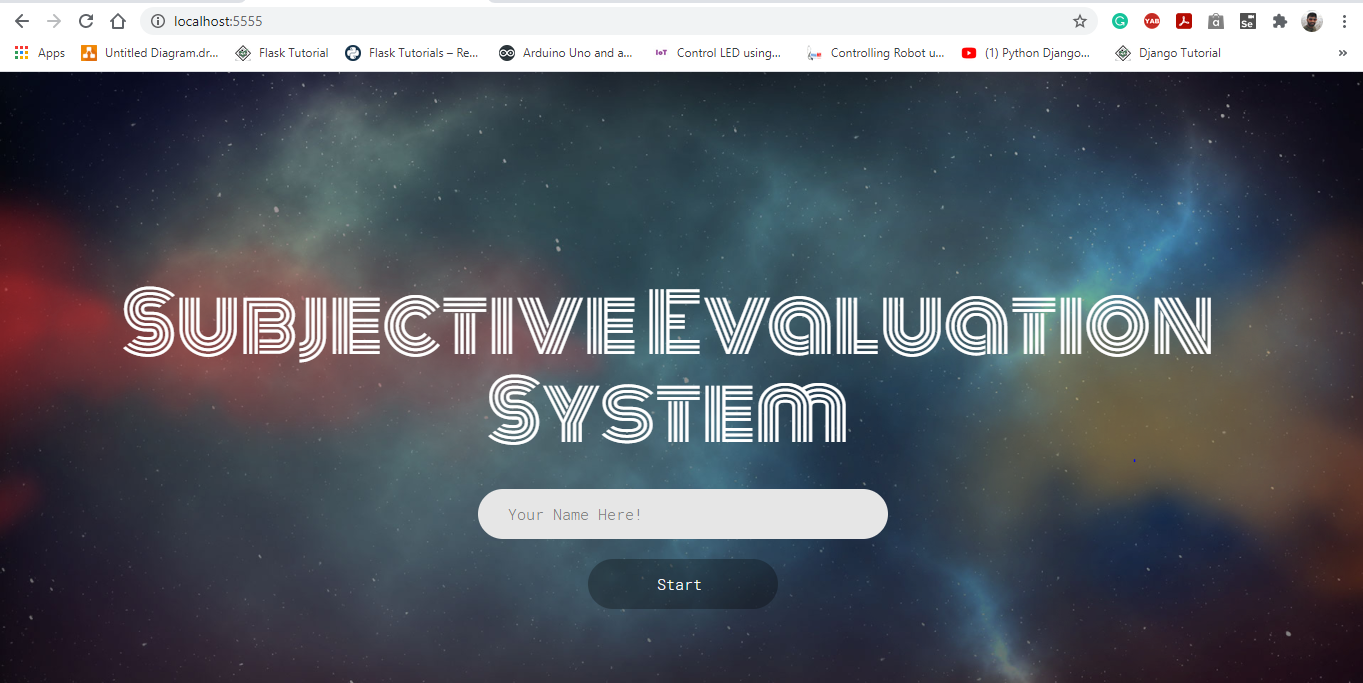 localhost:5555
Apps Untitled Diagram.dr... Flask Tutorial Flask Tutorials – Re... Arduino Uno and a... IoT Control LED using... Controlling Robot u... (1) Python Django... Django Tutorial »
Subjective Evaluation
System
Your Name Here!
Start